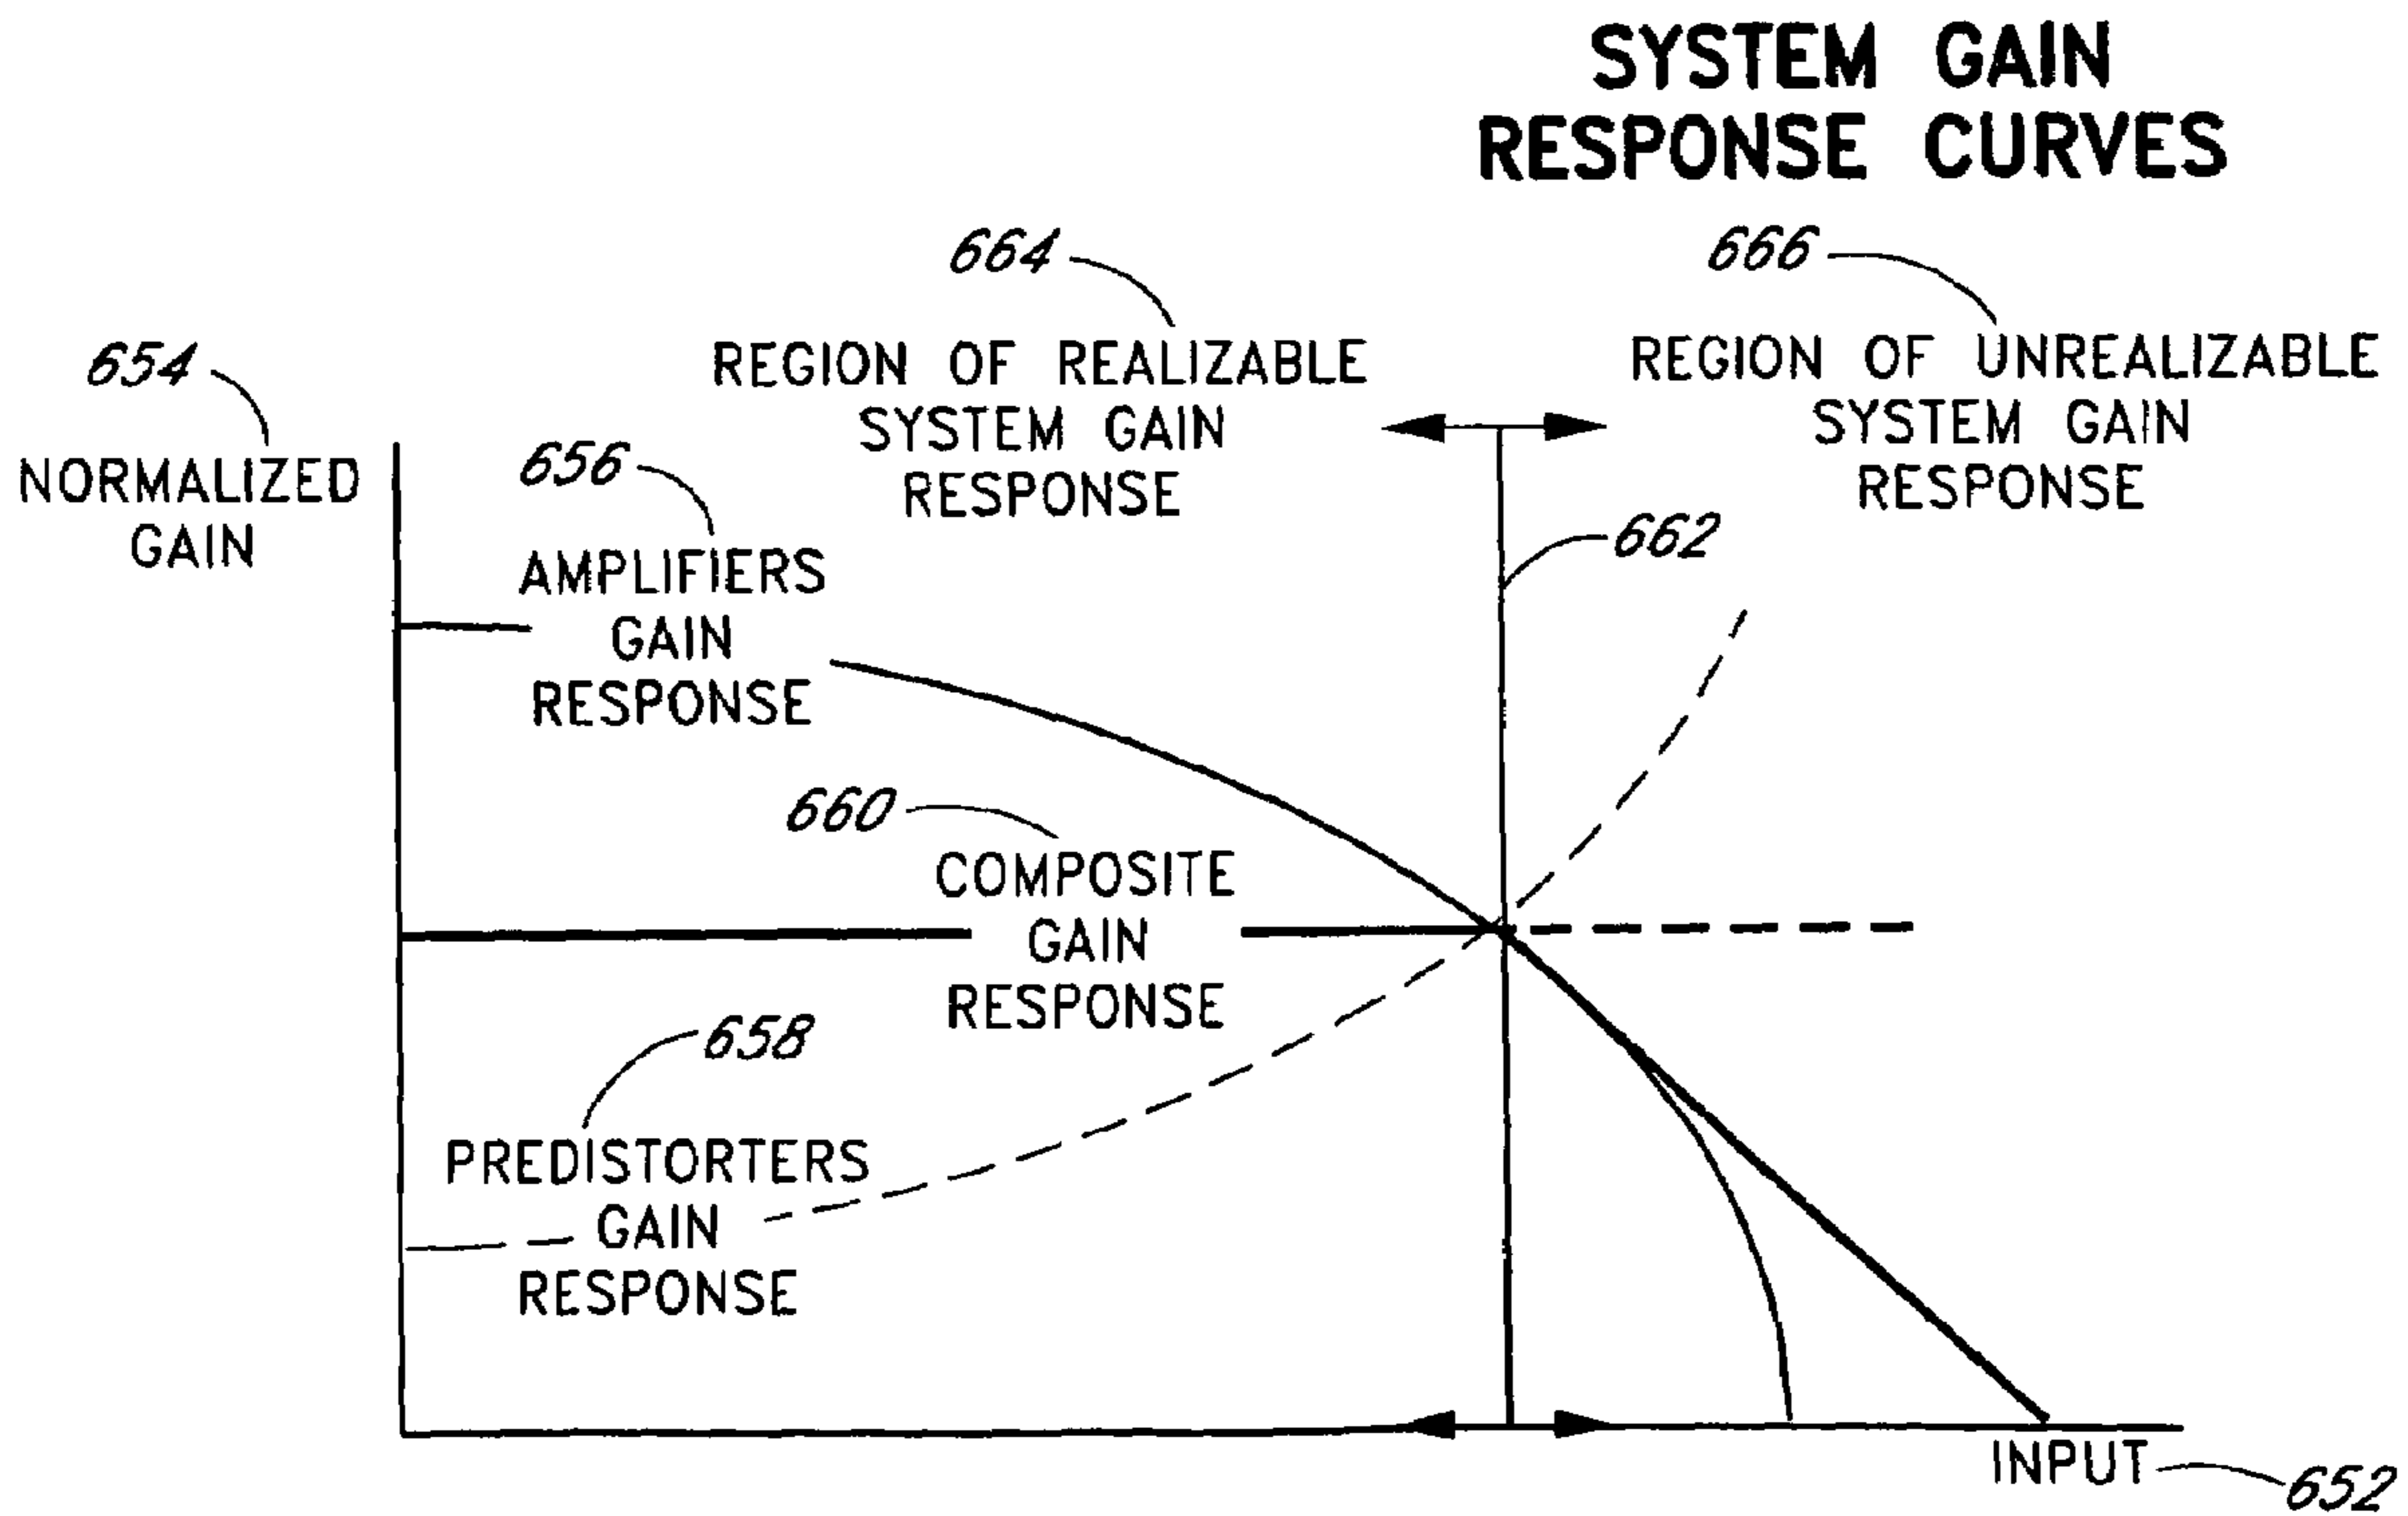 SYSTEM GAIN
RESPONSE CURVES
664
666
654
REGION OF REALIZABLE
SYSTEM GAIN
RESPONSE
REGION OF UNREALIZABLE
SYSTEM GAIN
RESPONSE
NORMALIZED
GAIN
656
AMPLIFIERS
GAIN
RESPONSE
662
660
COMPOSITE
GAIN
RESPONSE
658
PREDISTORTERS
GAIN
RESPONSE
INPUT
652